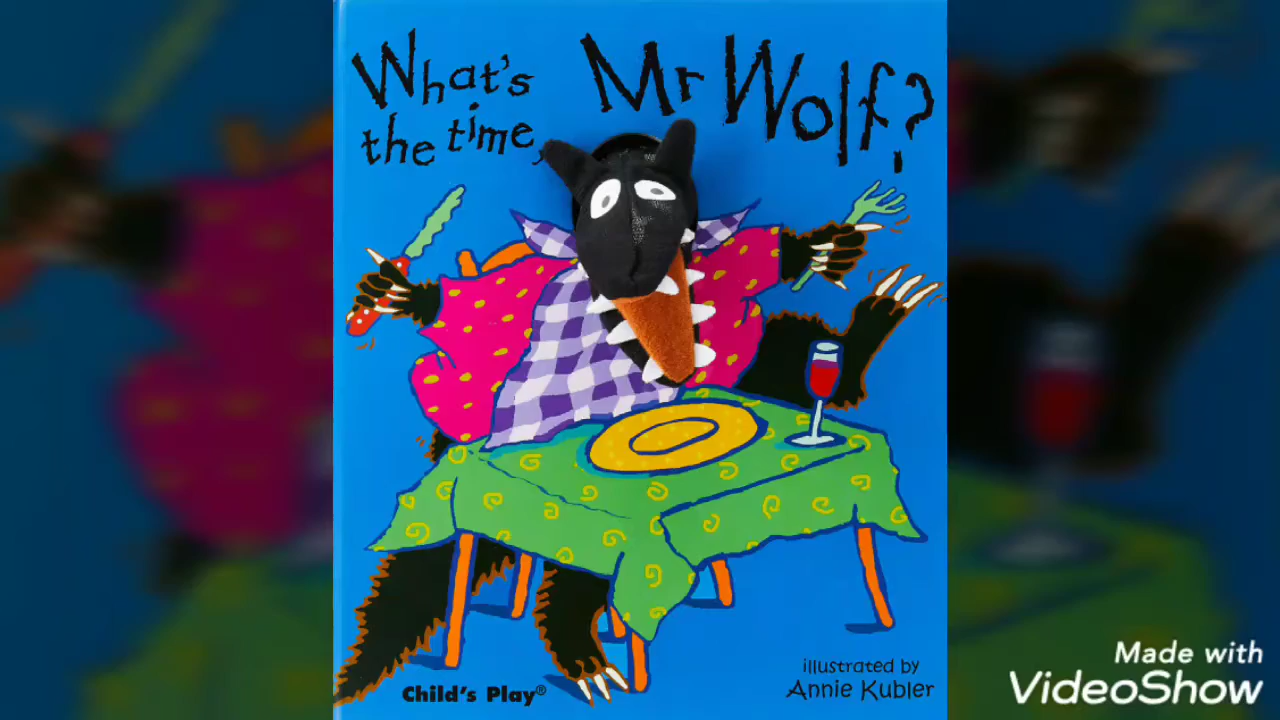 What's
the time,
Mr Wolf?
illustrated by
Annie Kubler
Child's Play®
Made with
VideoShow